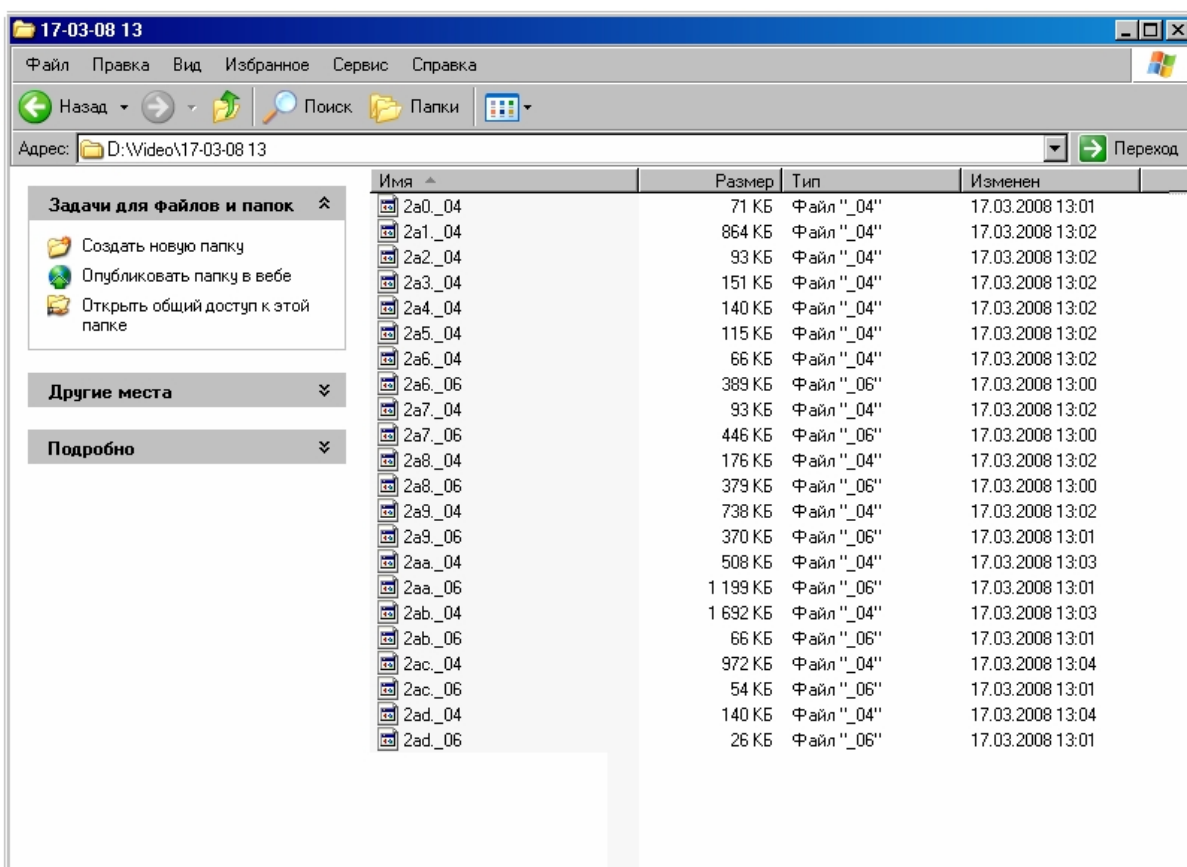 17-03-08 13
Файл Правка Вид Избранное Сервис Справка
Назад Поиск Папки
Адрес: D:\Video\17-03-08 13 Переход
Задачи для файлов и папок
Создать новую папку
Опубликовать папку в вебе
Открыть общий доступ к этой
папке
Другие места
Подробно
Имя Размер Тип Изменен
2a0._04 71 КБ Файл "_04" 17.03.2008 13:01
2a1._04 864 КБ Файл "_04" 17.03.2008 13:02
2a2._04 93 КБ Файл "_04" 17.03.2008 13:02
2a3._04 151 КБ Файл "_04" 17.03.2008 13:02
2a4._04 140 КБ Файл "_04" 17.03.2008 13:02
2a5._04 115 КБ Файл "_04" 17.03.2008 13:02
2a6._04 66 КБ Файл "_04" 17.03.2008 13:02
2a6._06 389 КБ Файл "_06" 17.03.2008 13:00
2a7._04 93 КБ Файл "_04" 17.03.2008 13:02
2a7._06 446 КБ Файл "_06" 17.03.2008 13:00
2a8._04 176 КБ Файл "_04" 17.03.2008 13:02
2a8._06 379 КБ Файл "_06" 17.03.2008 13:00
2a9._04 738 КБ Файл "_04" 17.03.2008 13:02
2a9._06 370 КБ Файл "_06" 17.03.2008 13:01
2aa._04 508 КБ Файл "_04" 17.03.2008 13:03
2aa._06 1 199 КБ Файл "_06" 17.03.2008 13:01
2ab._04 1 692 КБ Файл "_04" 17.03.2008 13:03
2ab._06 66 КБ Файл "_06" 17.03.2008 13:01
2ac._04 972 КБ Файл "_04" 17.03.2008 13:04
2ac._06 54 КБ Файл "_06" 17.03.2008 13:01
2ad._04 140 КБ Файл "_04" 17.03.2008 13:04
2ad._06 26 КБ Файл "_06" 17.03.2008 13:01